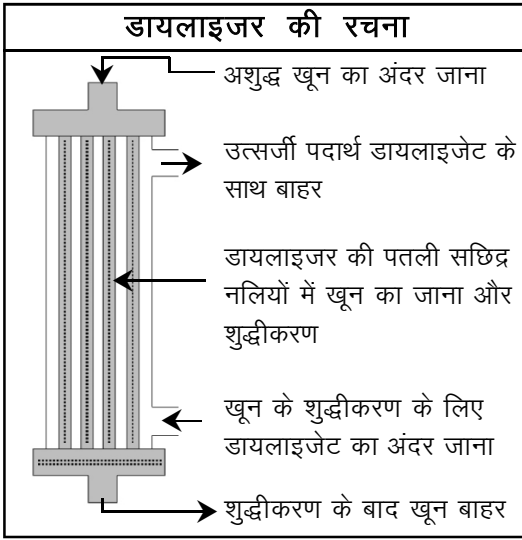 डायलाइजर की रचना
अशुद्ध खून का अंदर जाना
उत्सर्जी पदार्थ डायलाइजेट के
साथ बाहर
डायलाइजर की पतली सछिद्र
नलियों में खून का जाना और
शुद्धीकरण
खून के शुद्धीकरण के लिए
डायलाइजेट का अंदर जाना
शुद्धीकरण के बाद खून बाहर